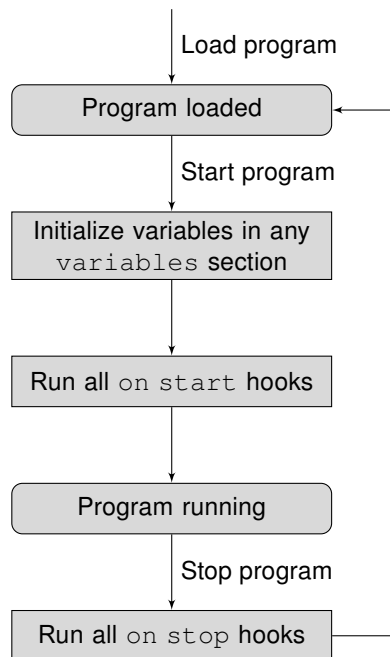 Load program
Program loaded
Start program
Initialize variables in any
variables section
Run all on start hooks
Program running
Stop program
Run all on stop hooks